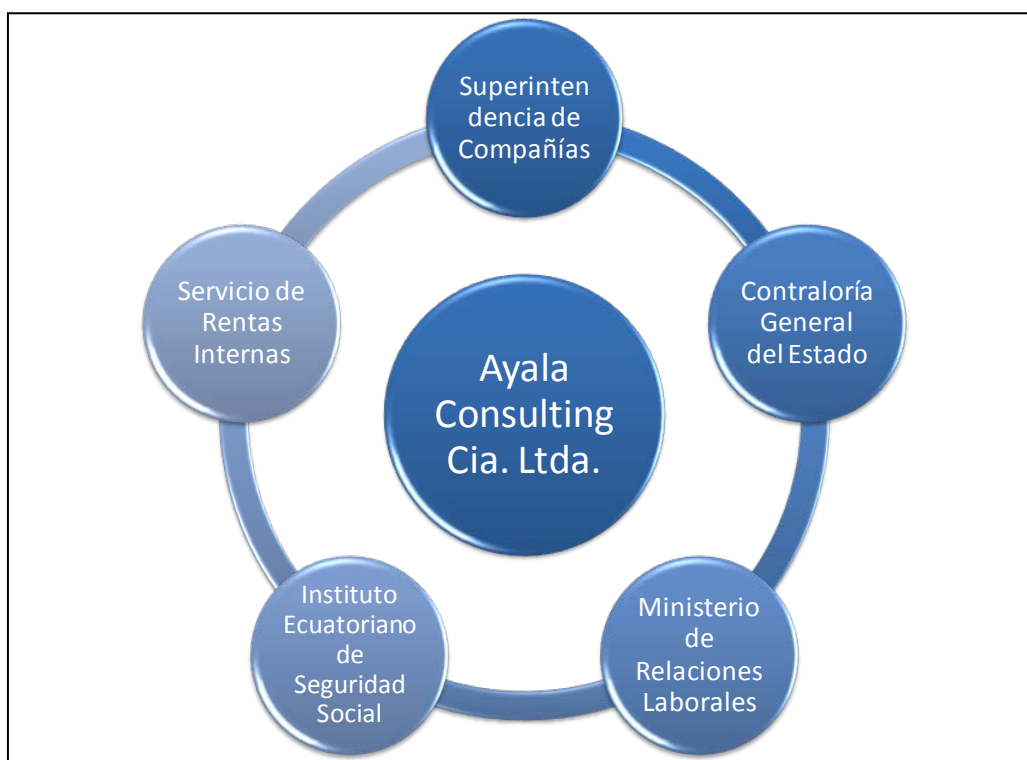 Superinten
dencia de
Compañías
Contraloría
General
del Estado
Ministerio
de
Relaciones
Laborales
Instituto
Ecuatoriano
de
Seguridad
Social
Servicio de
Rentas
Internas
Ayala
Consulting
Cia. Ltda.